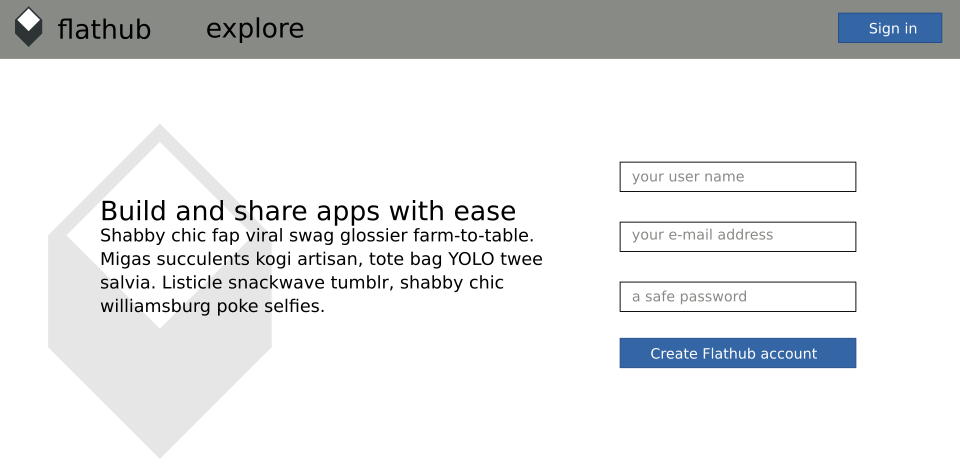 flathub
explore
Sign in
Build and share apps with ease
Shabby chic fap viral swag glossier farm-to-table.
Migas succulents kogi artisan, tote bag YOLO twee
salvia. Listicle snackwave tumblr, shabby chic
williamsburg poke selfies.
your user name
your e-mail address
a safe password
Create Flathub account